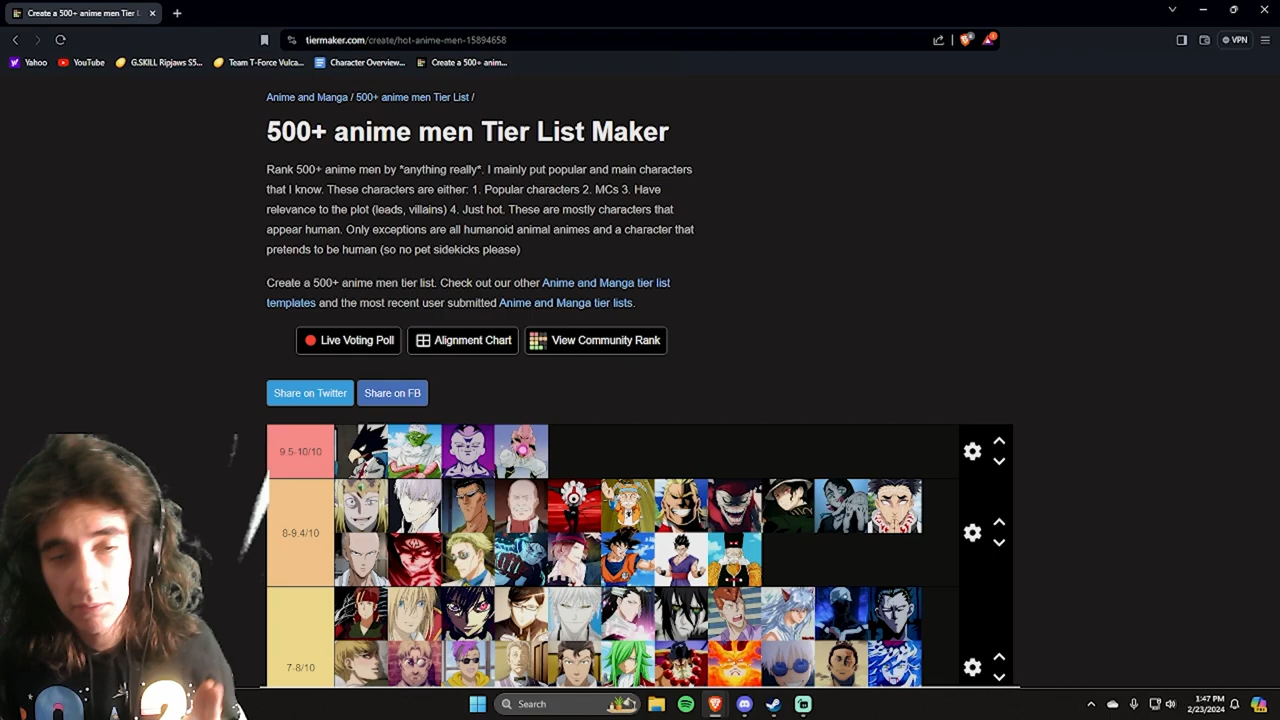 Create a 500+ anime men Tier L
tiermaker.com/create/hot-anime-men-15894658
VPN
Yahoo YouTube G.SKILL Ripjaws S5... Team T-Force Vulca... Character Overview... Create a 500+ anim...
Anime and Manga / 500+ anime men Tier List /
500+ anime men Tier List Maker
Rank 500+ anime men by *anything really*. I mainly put popular and main characters
that I know. These characters are either: 1. Popular characters 2. MCs 3. Have
relevance to the plot (leads, villains) 4. Just hot. These are mostly characters that
appear human. Only exceptions are all humanoid animal animes and a character that
pretends to be human (so no pet sidekicks please)
Create a 500+ anime men tier list. Check out our other Anime and Manga tier list
templates and the most recent user submitted Anime and Manga tier lists.
Live Voting Poll Alignment Chart View Community Rank
Share on Twitter Share on FB
9.5-10/10
8-9.4/10
7-8/10
Search
1:47 PM
2/23/2024